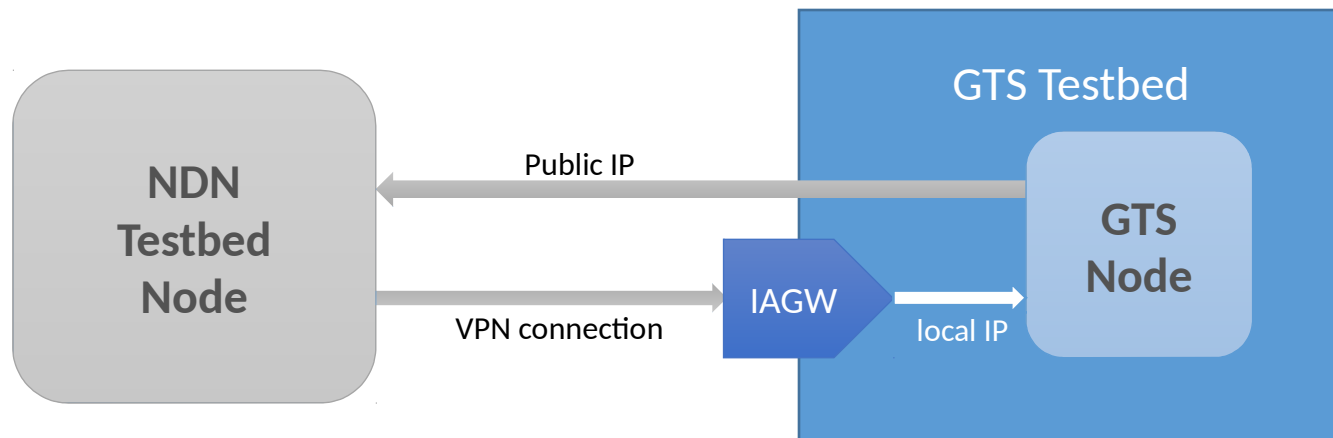 GTS Testbed
Public IP
NDN
Testbed
Node
GTS
Node
IAGW
VPN connection
local IP